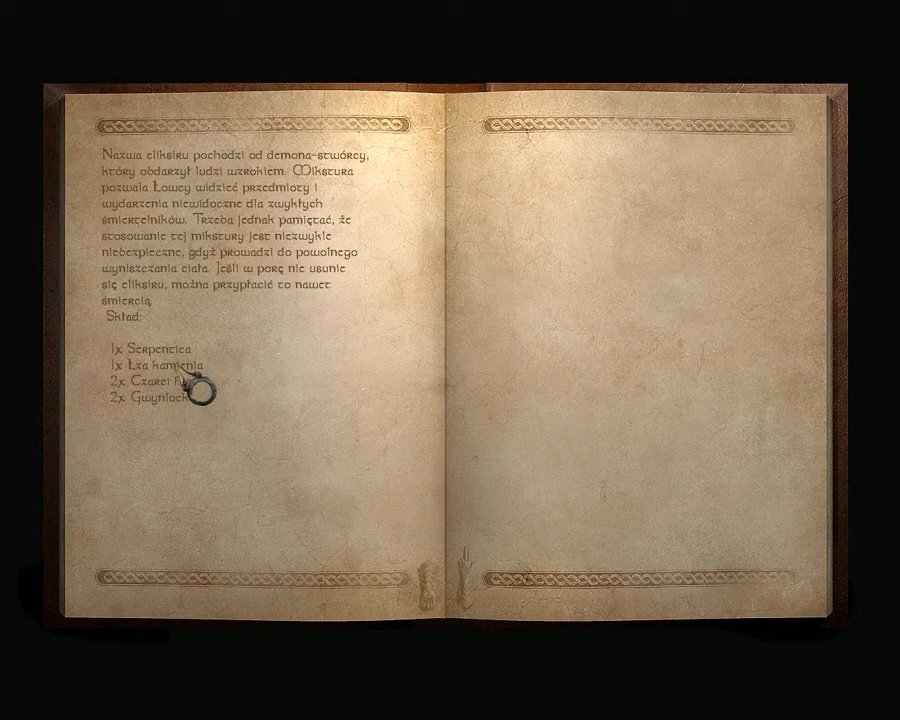 Nazwa eliksiru pochodzi od demona-stwórcy,
który obdarzył ludzi wzrokiem. Mikstura
pozwala Łowcy widzieć przedmioty i
wydarzenia niewidoczne dla zwykłych
śmiertelników. Trzeba jednak pamiętać, że
stosowanie tej mikstury jest niezwykle
niebezpieczne, gdyż prowadzi do powolnego
wyniszczania ciała. Jeśli w porę nie usunie
się eliksiru, można przypłacić to nawet
śmiercią.
Skład:
1x Serpentica
1x Łza kamienia
2x Czarci
2x